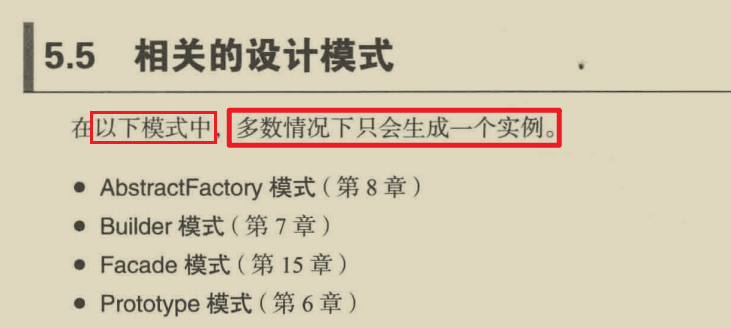 5.5 相关的设计模式
在以下模式中,多数情况下只会生成一个实例。
● AbstractFactory 模式(第 8 章)
● Builder 模式(第 7 章)
● Facade 模式(第 15 章)
● Prototype 模式(第 6 章)